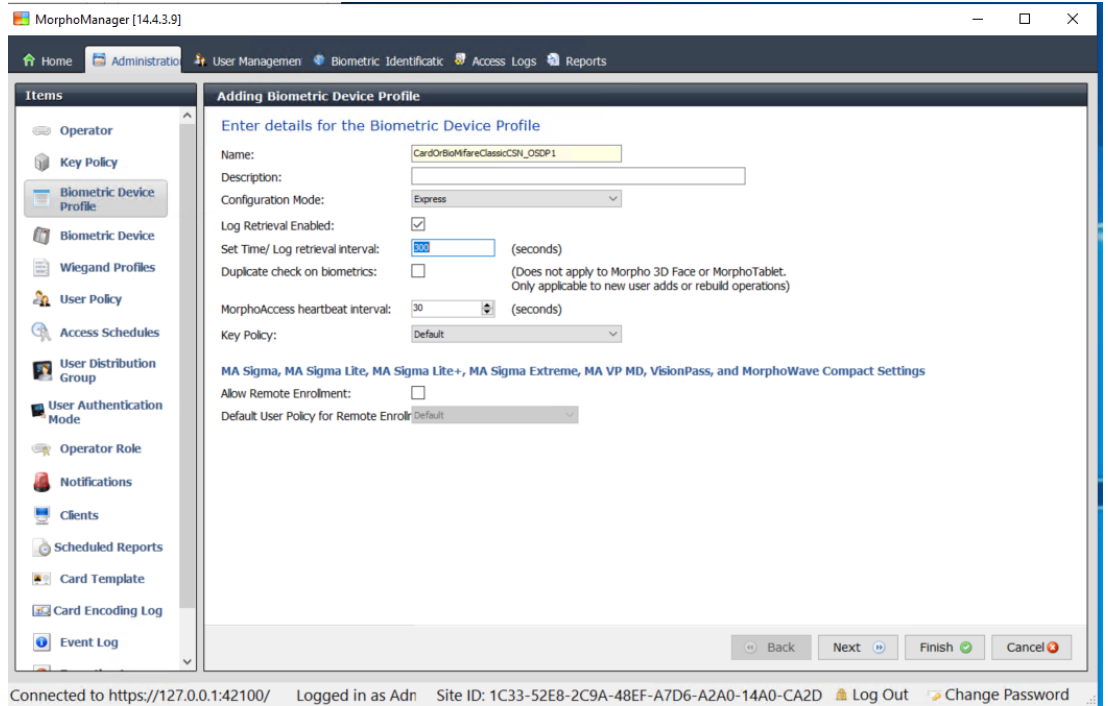 MorphoManager [14.4.3.9]
Home Administratio User Managemen Biometric Identificatic Access Logs Reports
Items
Operator
Key Policy
Biometric Device
Profile
Biometric Device
Wiegand Profiles
User Policy
Access Schedules
User Distribution
Group
User Authentication
Mode
Operator Role
Notifications
Clients
Scheduled Reports
Card Template
Card Encoding Log
Event Log
Adding Biometric Device Profile
Enter details for the Biometric Device Profile
Name: CardOrBioMifareClassicCSN_OSDP1
Description:
Configuration Mode: Express
Log Retrieval Enabled:
Set Time/ Log retrieval interval: 300 (seconds)
Duplicate check on biometrics: (Does not apply to Morpho 3D Face or MorphoTablet.
Only applicable to new user adds or rebuild operations)
MorphoAccess heartbeat interval: 30 (seconds)
Key Policy: Default
MA Sigma, MA Sigma Lite, MA Sigma Lite+, MA Sigma Extreme, MA VP MD, VisionPass, and MorphoWave Compact Settings
Allow Remote Enrollment:
Default User Policy for Remote Enrollr Default
Back Next Finish Cancel
Connected to https://127.0.0.1:42100/ Logged in as Adn Site ID: 1C33-52E8-2C9A-48EF-A7D6-A2A0-14A0-CA2D Log Out Change Password